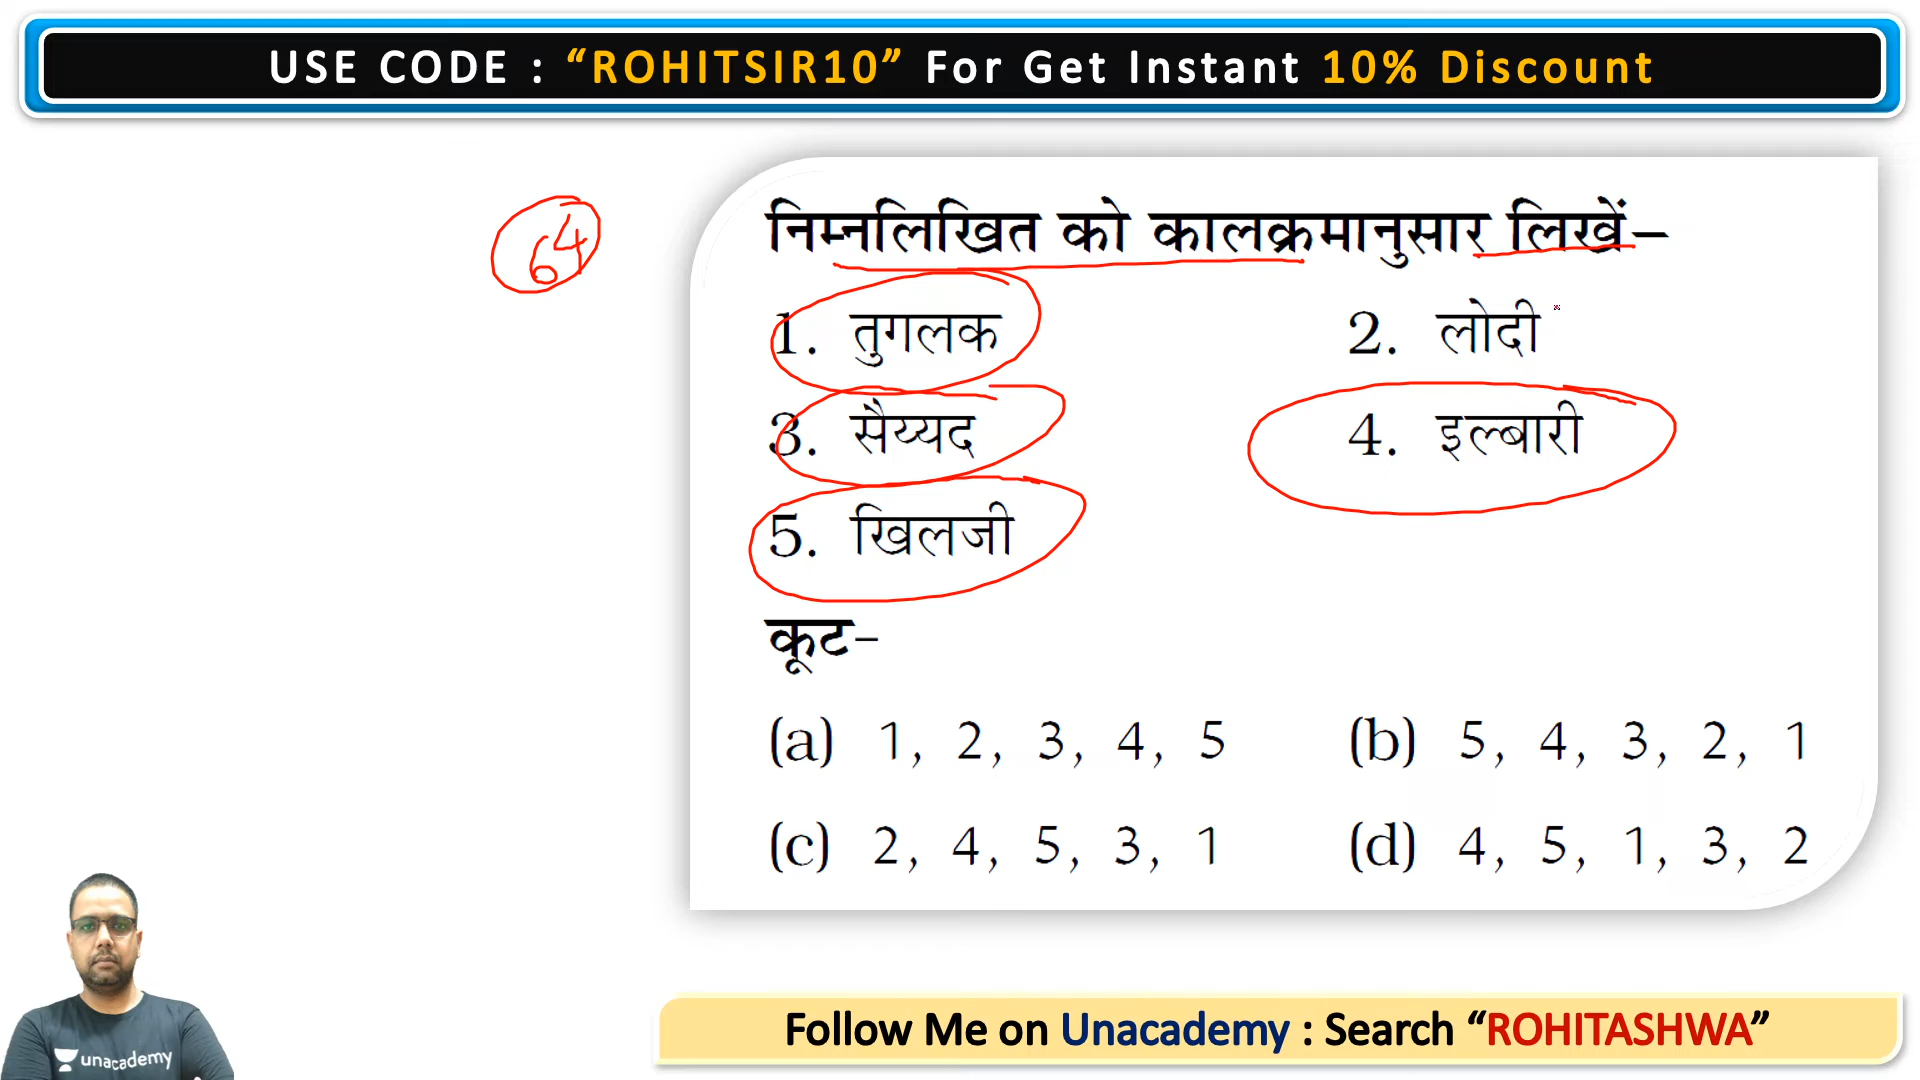 USE CODE : “ROHITSIR10” For Get Instant 10% Discount
64
निम्नलिखित को कालक्रमानुसार लिखें–
1. तुगलक 2. लोदी
3. सैय्यद 4. इल्बारी
5. खिलजी
कूट-
(a) 1, 2, 3, 4, 5 (b) 5, 4, 3, 2, 1
(c) 2, 4, 5, 3, 1 (d) 4, 5, 1, 3, 2
unacademy
Follow Me on Unacademy : Search “ROHITASHWA”